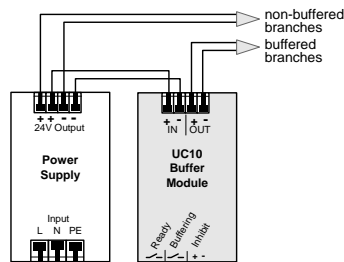 non-buffered
branches
buffered
branches
+ + - -
24V Output
+ - + -
IN OUT
Power
Supply
UC10
Buffer
Module
Input
L N PE
Ready
Buffering
Inhibit
+ -